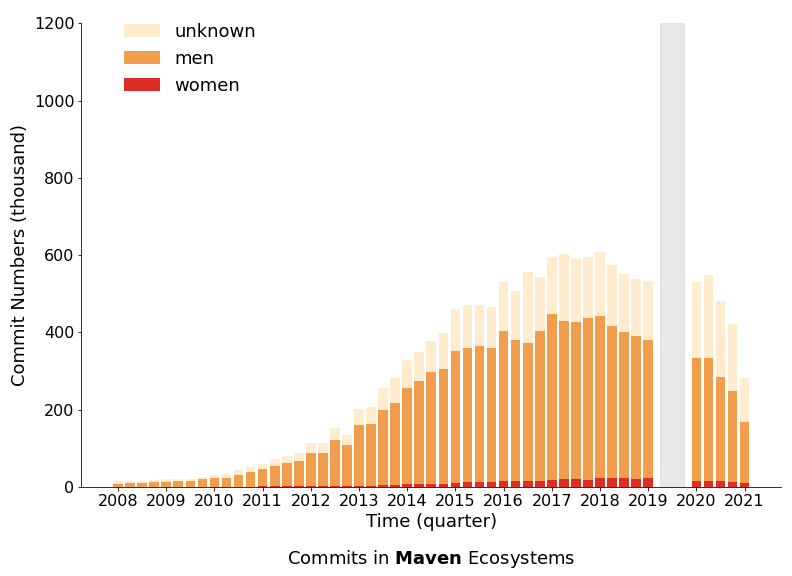 unknown
men
women
Commit Numbers (thousand)
1200
1000
800
600
400
200
0
2008 2009 2010 2011 2012 2013 2014 2015 2016 2017 2018 2019 2020 2021
Time (quarter)
Commits in Maven Ecosystems